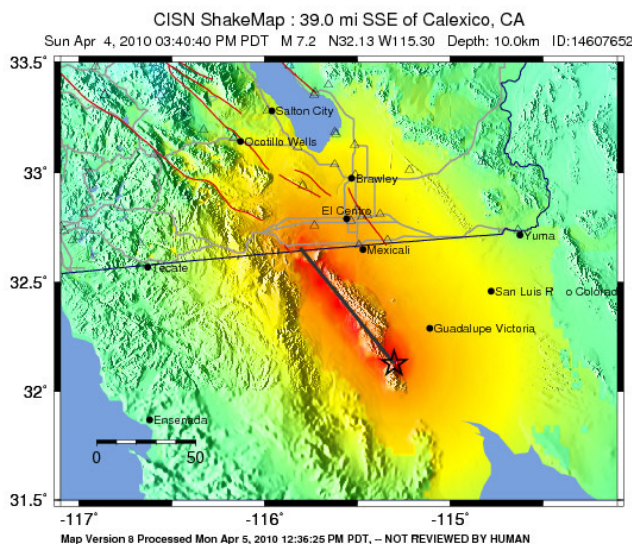 CISN ShakeMap : 39.0 mi SSE of Calexico, CA
Sun Apr 4, 2010 03:40:40 PM PDT M 7.2 N32.13 W115.30 Depth: 10.0km ID:14607652
33.5°
Salton City
Ocotillo Wells
33°
Brawley
El Centro
Yuma
Mexicali
Tecate
32.5°
San Luis R o Colorado
Guadalupe Victoria
32°
Ensenada
0 50
31.5°
-117° -116° -115°
Map Version 8 Processed Mon Apr 5, 2010 12:36:25 PM PDT, -- NOT REVIEWED BY HUMAN